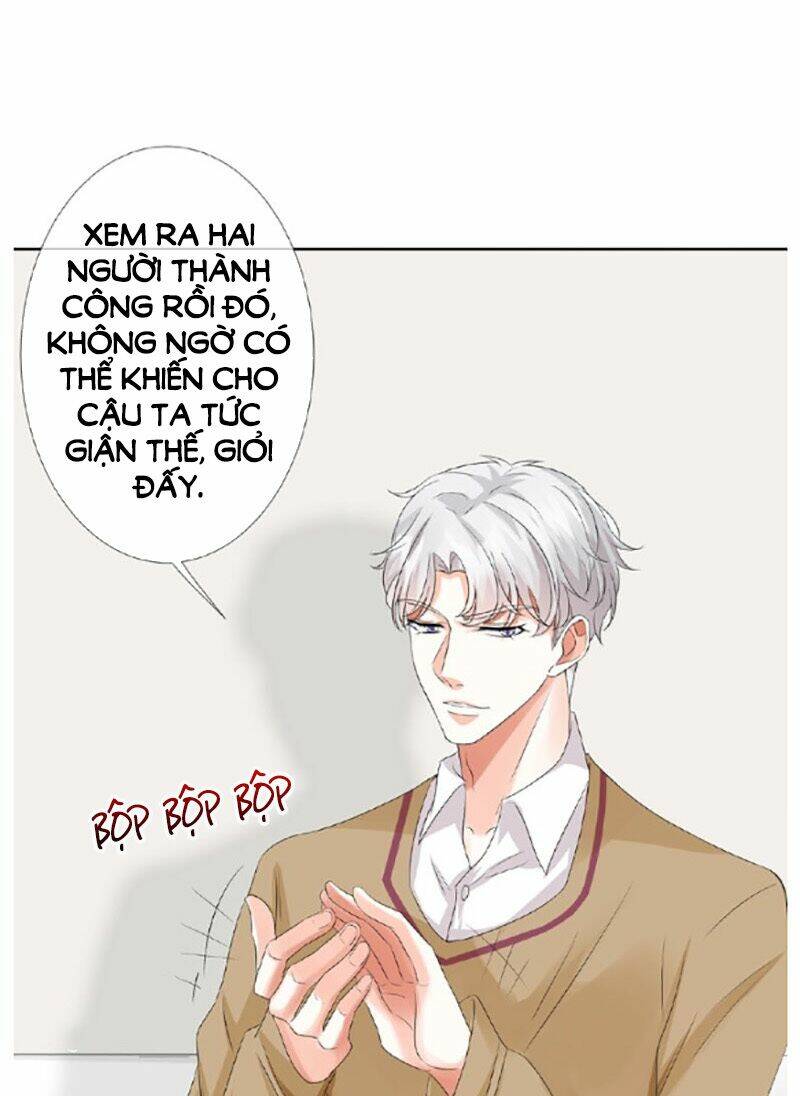 XEM RA HAI
NGƯỜI THÀNH
CÔNG RỒI ĐÓ,
KHÔNG NGỜ CÓ
THỂ KHIẾN CHO
CẬU TA TỨC
GIẬN THẾ, GIỎI
ĐẤY.
BỘP BỘP BỘP